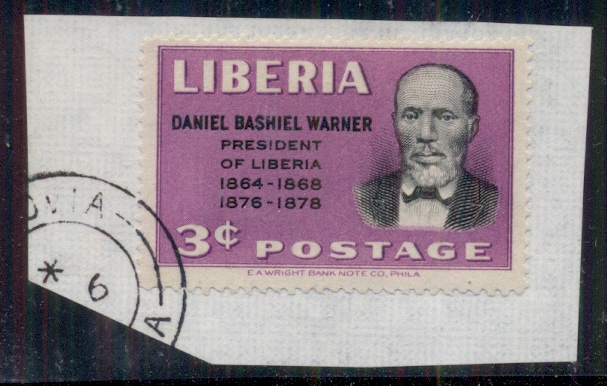 LIBERIA
DANIEL BASHIEL WARNER
PRESIDENT
OF LIBERIA
1864-1868
1876-1878
3¢ POSTAGE
E.A. WRIGHT BANK NOTE CO., PHILA.
OVIA
* 6
A